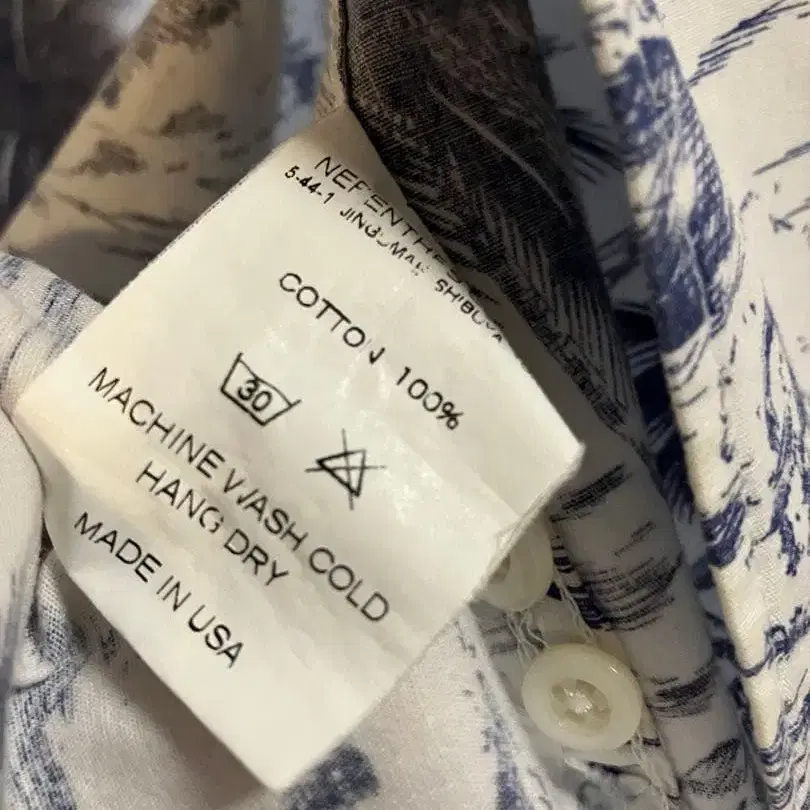 NEPENTHES
5-44-1 JINGUMAE SHIBUYA
COTTON 100%
30
MACHINE WASH COLD
HANG DRY
MADE IN USA